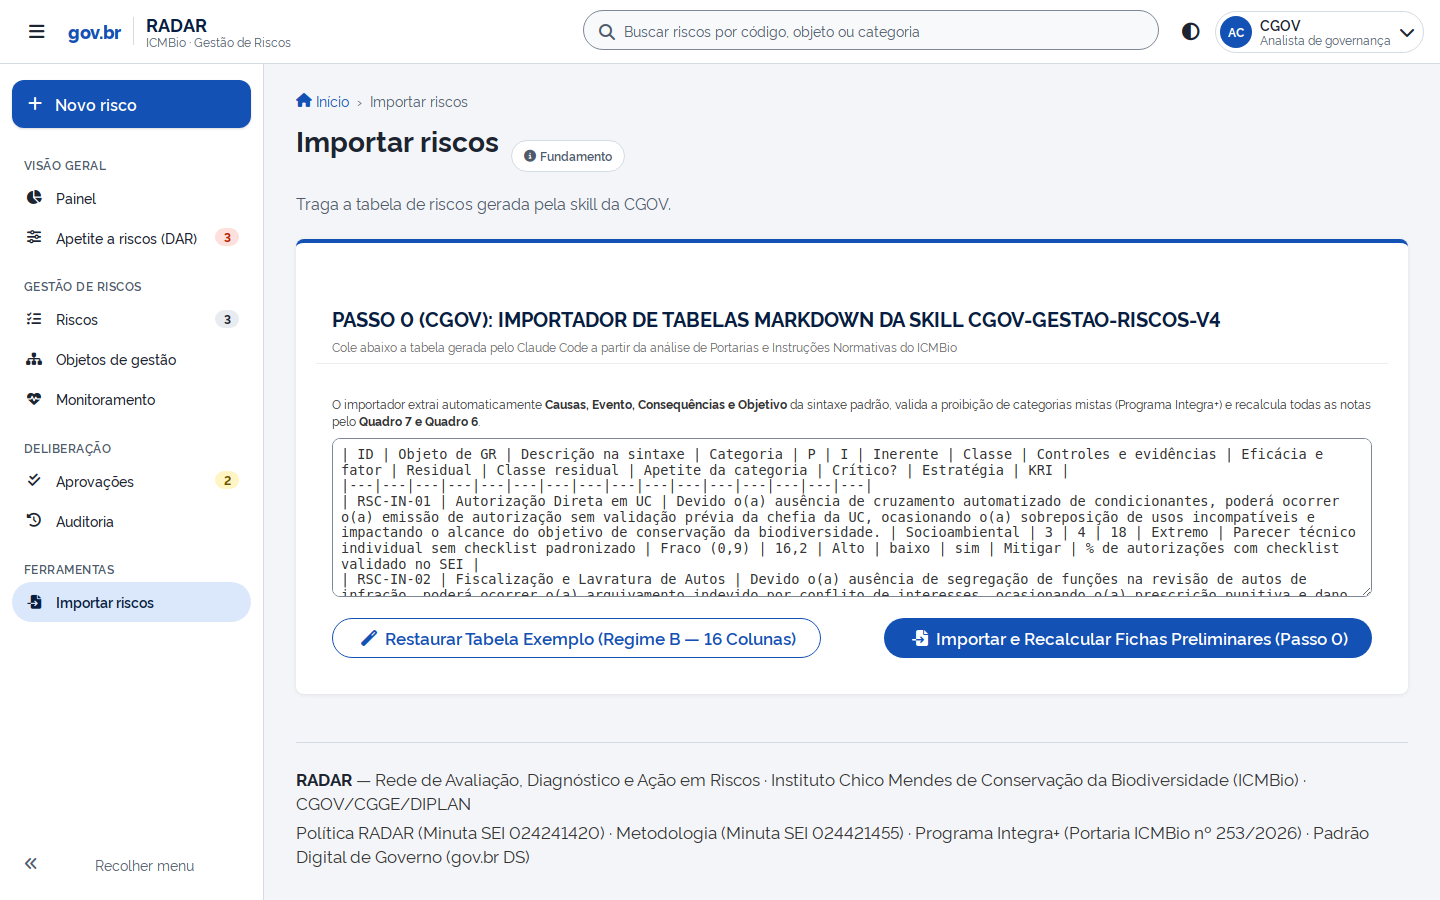 gov.br
RADAR
ICMBio · Gestão de Riscos
Buscar riscos por código, objeto ou categoria
AC
CGOV
Analista de governança
Novo risco
VISÃO GERAL
Painel
Apetite a riscos (DAR)
3
GESTÃO DE RISCOS
Riscos
3
Objetos de gestão
Monitoramento
DELIBERAÇÃO
Aprovações
2
Auditoria
FERRAMENTAS
Importar riscos
Recolher menu
Início › Importar riscos
Importar riscos
Fundamento
Traga a tabela de riscos gerada pela skill da CGOV.
PASSO 0 (CGOV): IMPORTADOR DE TABELAS MARKDOWN DA SKILL CGOV-GESTAO-RISCOS-V4
Cole abaixo a tabela gerada pelo Claude Code a partir da análise de Portarias e Instruções Normativas do ICMBio
O importador extrai automaticamente Causas, Evento, Consequências e Objetivo da sintaxe padrão, valida a proibição de categorias mistas (Programa Integra+) e recalcula todas as notas
pelo Quadro 7 e Quadro 6.
| ID | Objeto de GR | Descrição na sintaxe | Categoria | P | I | Inerente | Classe | Controles e evidências | Eficácia e
fator | Residual | Classe residual | Apetite da categoria | Crítico? | Estratégia | KRI |
|---|---|---|---|---|---|---|---|---|---|---|---|---|---|---|---|
| RSC-IN-01 | Autorização Direta em UC | Devido o(a) ausência de cruzamento automatizado de condicionantes, poderá ocorrer
o(a) emissão de autorização sem validação prévia da chefia da UC, ocasionando o(a) sobreposição de usos incompatíveis e
impactando o alcance do objetivo de conservação da biodiversidade. | Socioambiental | 3 | 4 | 18 | Extremo | Parecer técnico
individual sem checklist padronizado | Fraco (0,9) | 16,2 | Alto | baixo | sim | Mitigar | % de autorizações com checklist
validado no SEI |
| RSC-IN-02 | Fiscalização e Lavratura de Autos | Devido o(a) ausência de segregação de funções na revisão de autos de
infração, poderá ocorrer o(a) arquivamento indevido por conflito de interesses, ocasionando o(a) prescrição punitiva e dano
Restaurar Tabela Exemplo (Regime B — 16 Colunas)
Importar e Recalcular Fichas Preliminares (Passo 0)
RADAR — Rede de Avaliação, Diagnóstico e Ação em Riscos · Instituto Chico Mendes de Conservação da Biodiversidade (ICMBio) ·
CGOV/CGGE/DIPLAN
Política RADAR (Minuta SEI 024241420) · Metodologia (Minuta SEI 024421455) · Programa Integra+ (Portaria ICMBio nº 253/2026) · Padrão
Digital de Governo (gov.br DS)